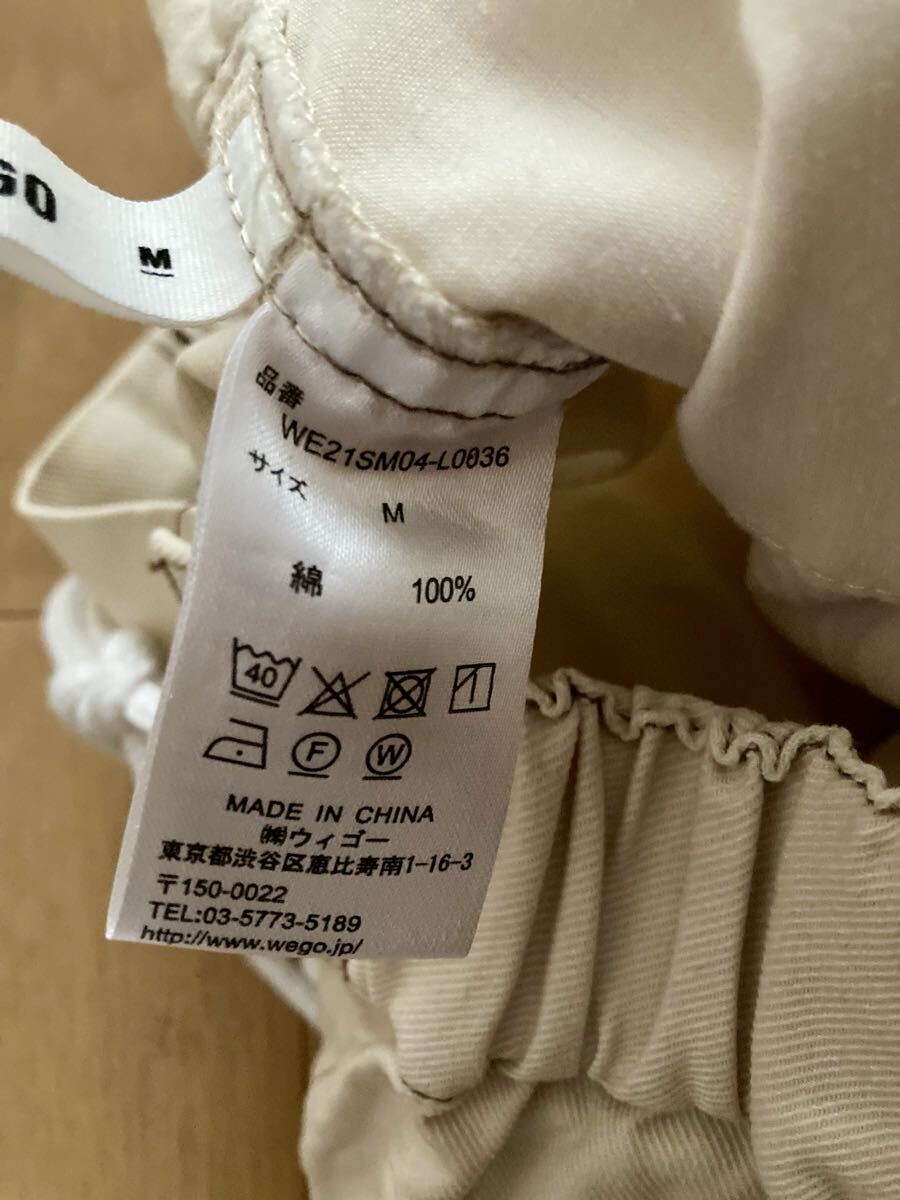 GO
M
品番
WE21SM04-L0036
サイズ
M
綿 100%
40
F W
MADE IN CHINA
㈱ウィゴー
東京都渋谷区恵比寿南1-16-3
〒150-0022
TEL:03-5773-5189
http://www.wego.jp/